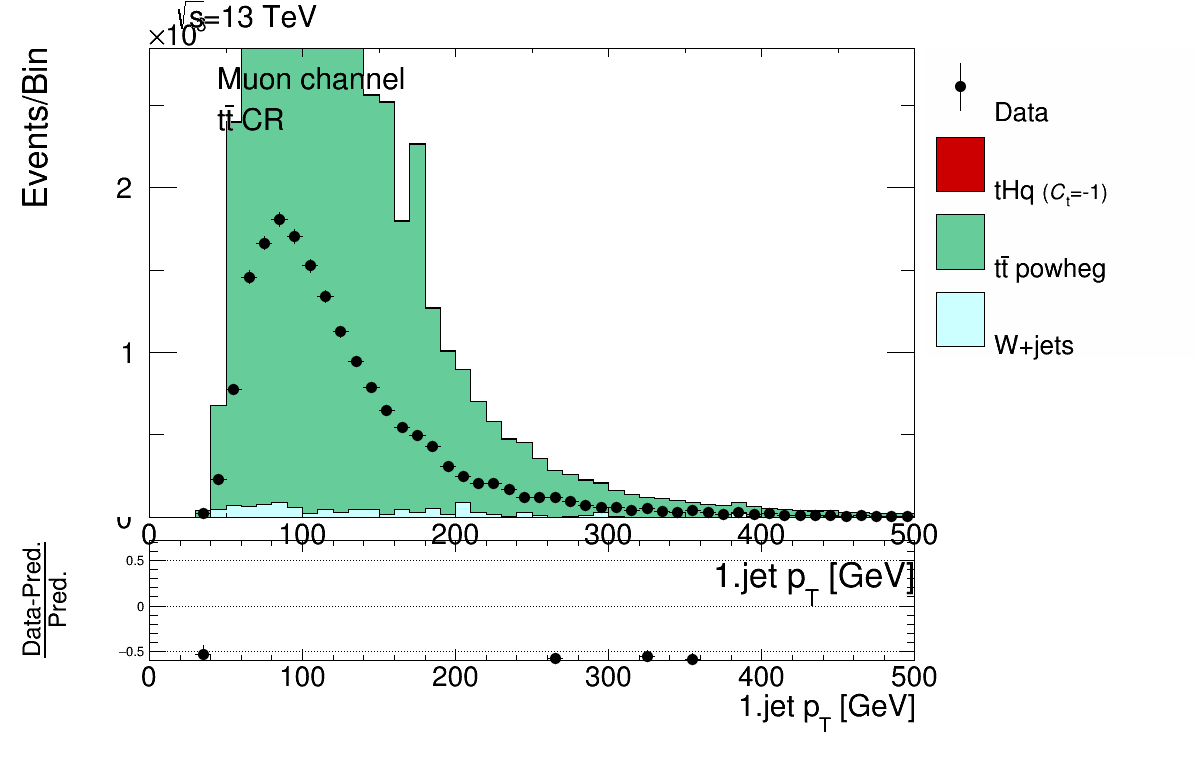 √s=13 TeV
×10³
Events/Bin
Muon channel
tt̄ CR
2
1
0
0 100 200 300 400 500
1.jet p_T [GeV]
Data
tHq (C_t=-1)
tt̄ powheg
W+jets
Data-Pred.
Pred.
0.5
0
−0.5
0 100 200 300 400 500
1.jet p_T [GeV]